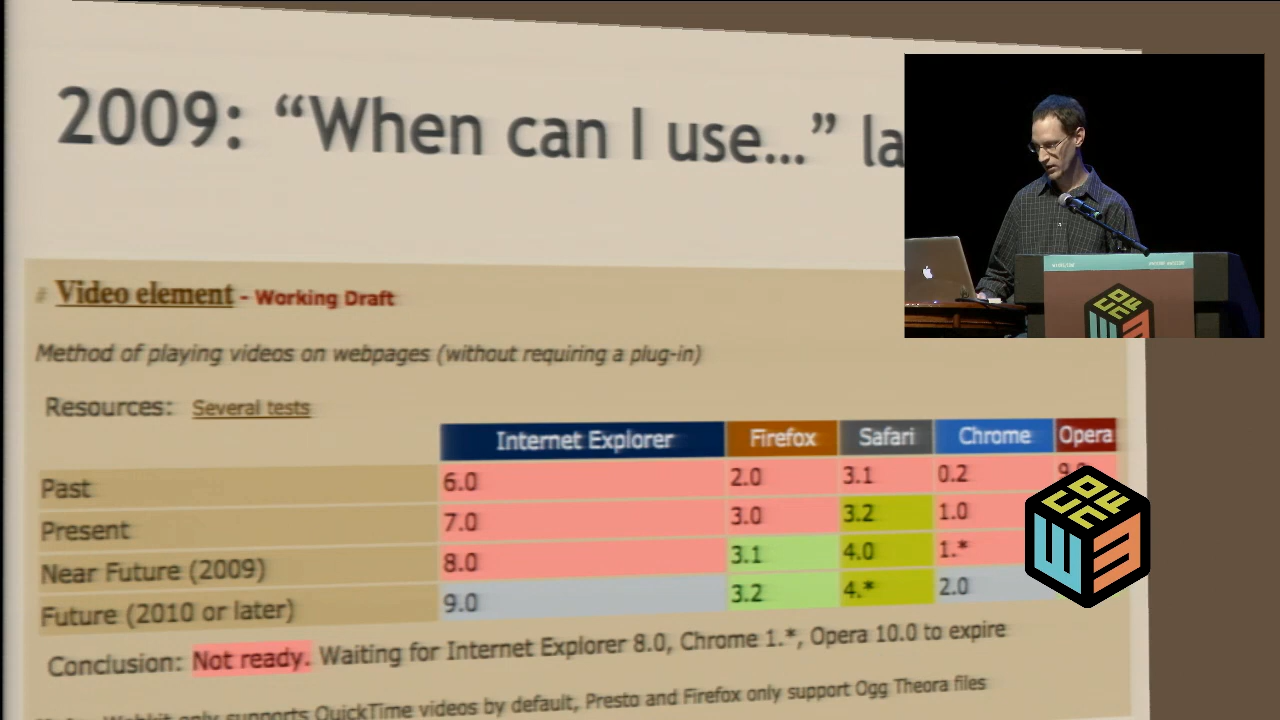 2009: “When can I use...” la
# Video element - Working Draft
Method of playing videos on webpages (without requiring a plug-in)
Resources: Several tests
Internet Explorer Firefox Safari Chrome Opera
Past 6.0 2.0 3.1 0.2
Present 7.0 3.0 3.2 1.0
Near Future (2009) 8.0 3.1 4.0 1.*
Future (2010 or later) 9.0 3.2 4.* 2.0
Conclusion: Not ready. Waiting for Internet Explorer 8.0, Chrome 1.*, Opera 10.0 to expire
Webkit only supports QuickTime videos by default, Presto and Firefox only support Ogg Theora files
W3
CONF